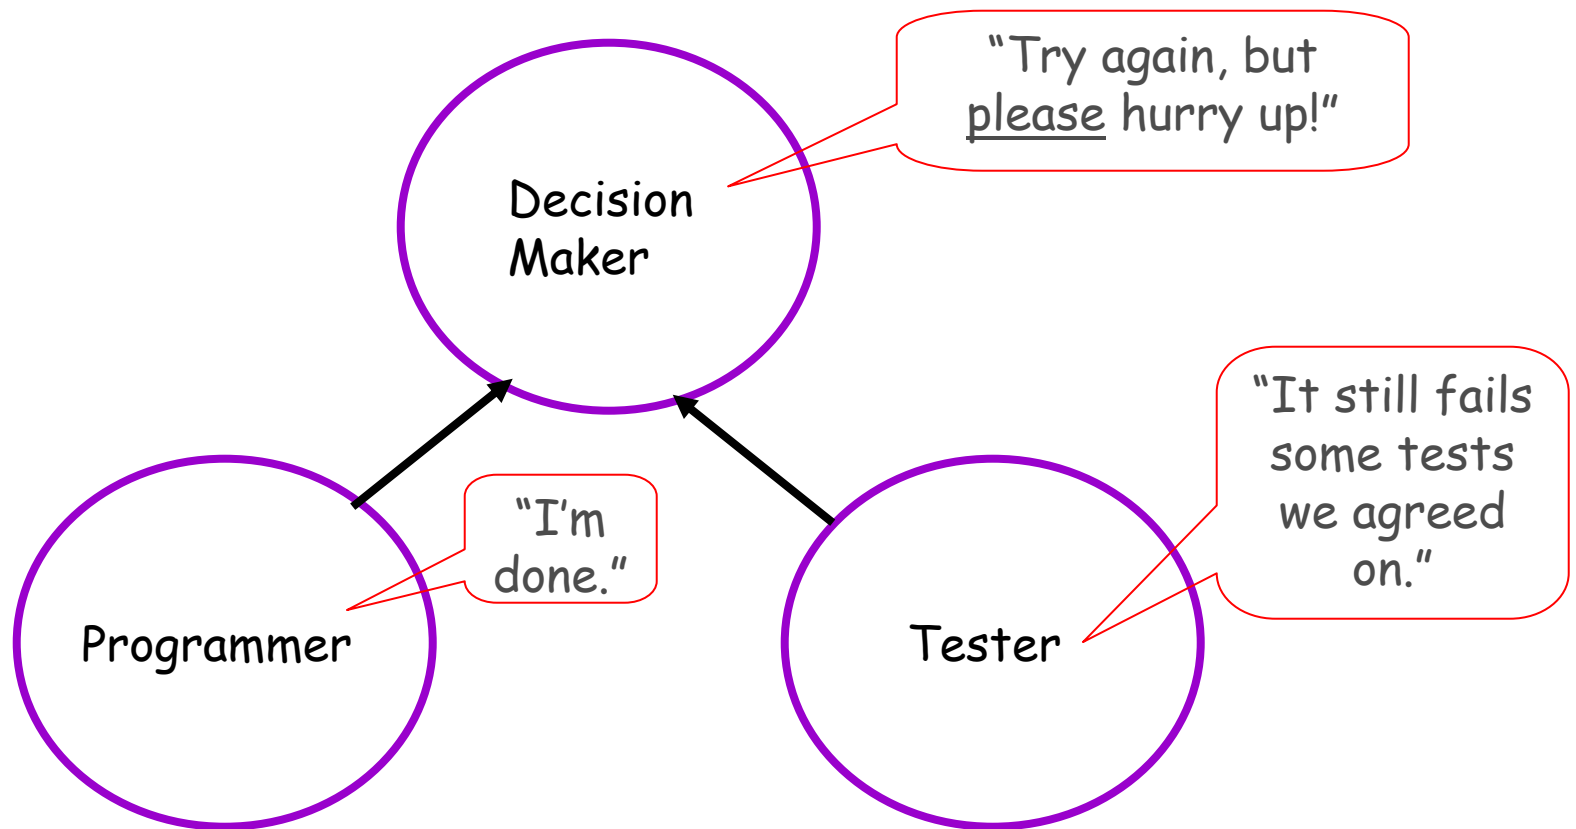 “Try again, but
please hurry up!”
Decision
Maker
“It still fails
some tests
we agreed
on.”
“I’m
done.”
Programmer
Tester